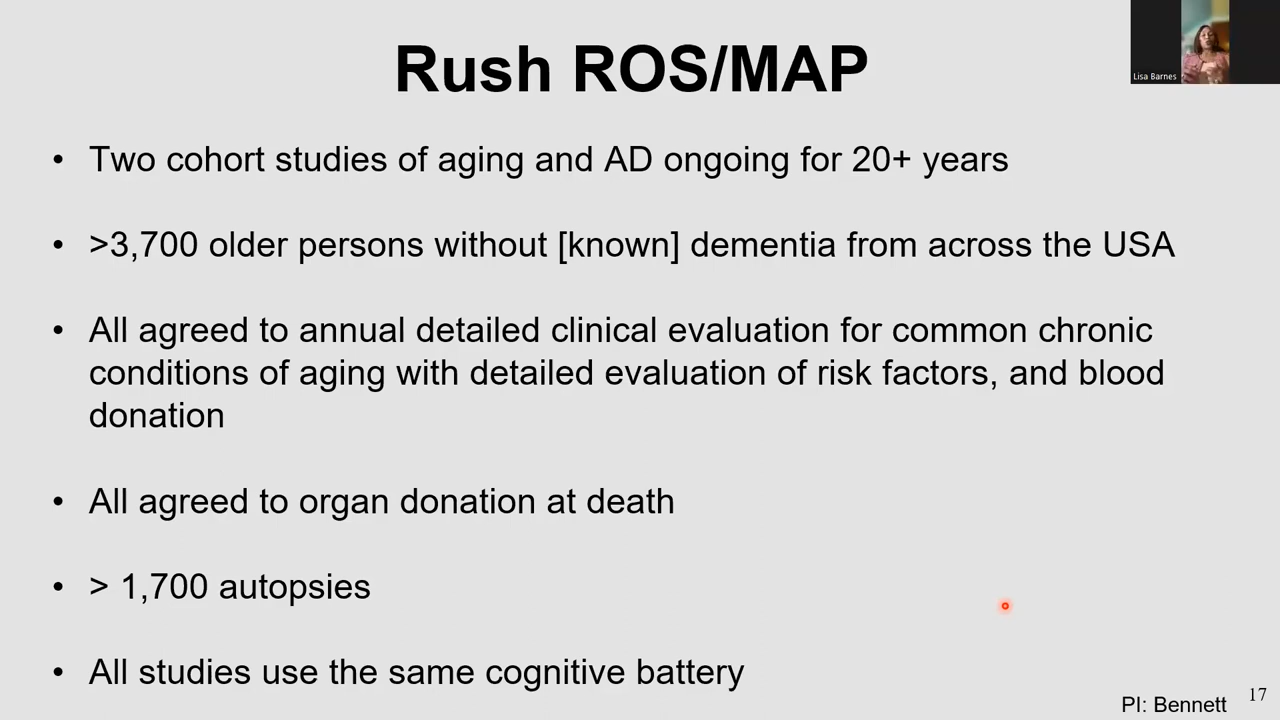 Rush ROS/MAP
Lisa Barnes
• Two cohort studies of aging and AD ongoing for 20+ years
• >3,700 older persons without [known] dementia from across the USA
• All agreed to annual detailed clinical evaluation for common chronic
conditions of aging with detailed evaluation of risk factors, and blood
donation
• All agreed to organ donation at death
• > 1,700 autopsies
• All studies use the same cognitive battery
PI: Bennett
17